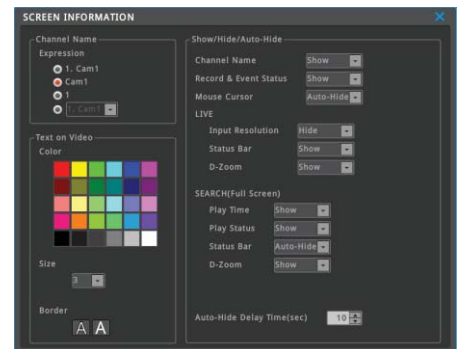 SCREEN INFORMATION
Channel Name
Expression
1. Cam1
Cam1
1
1. Cam1
Text on Video
Color
Size
3
Border
A A
Show/Hide/Auto-Hide
Channel Name Show
Record & Event Status Show
Mouse Cursor Auto-Hide
LIVE
Input Resolution Hide
Status Bar Show
D-Zoom Show
SEARCH(Full Screen)
Play Time Show
Play Status Show
Status Bar Auto-Hide
D-Zoom Show
Auto-Hide Delay Time(sec) 10